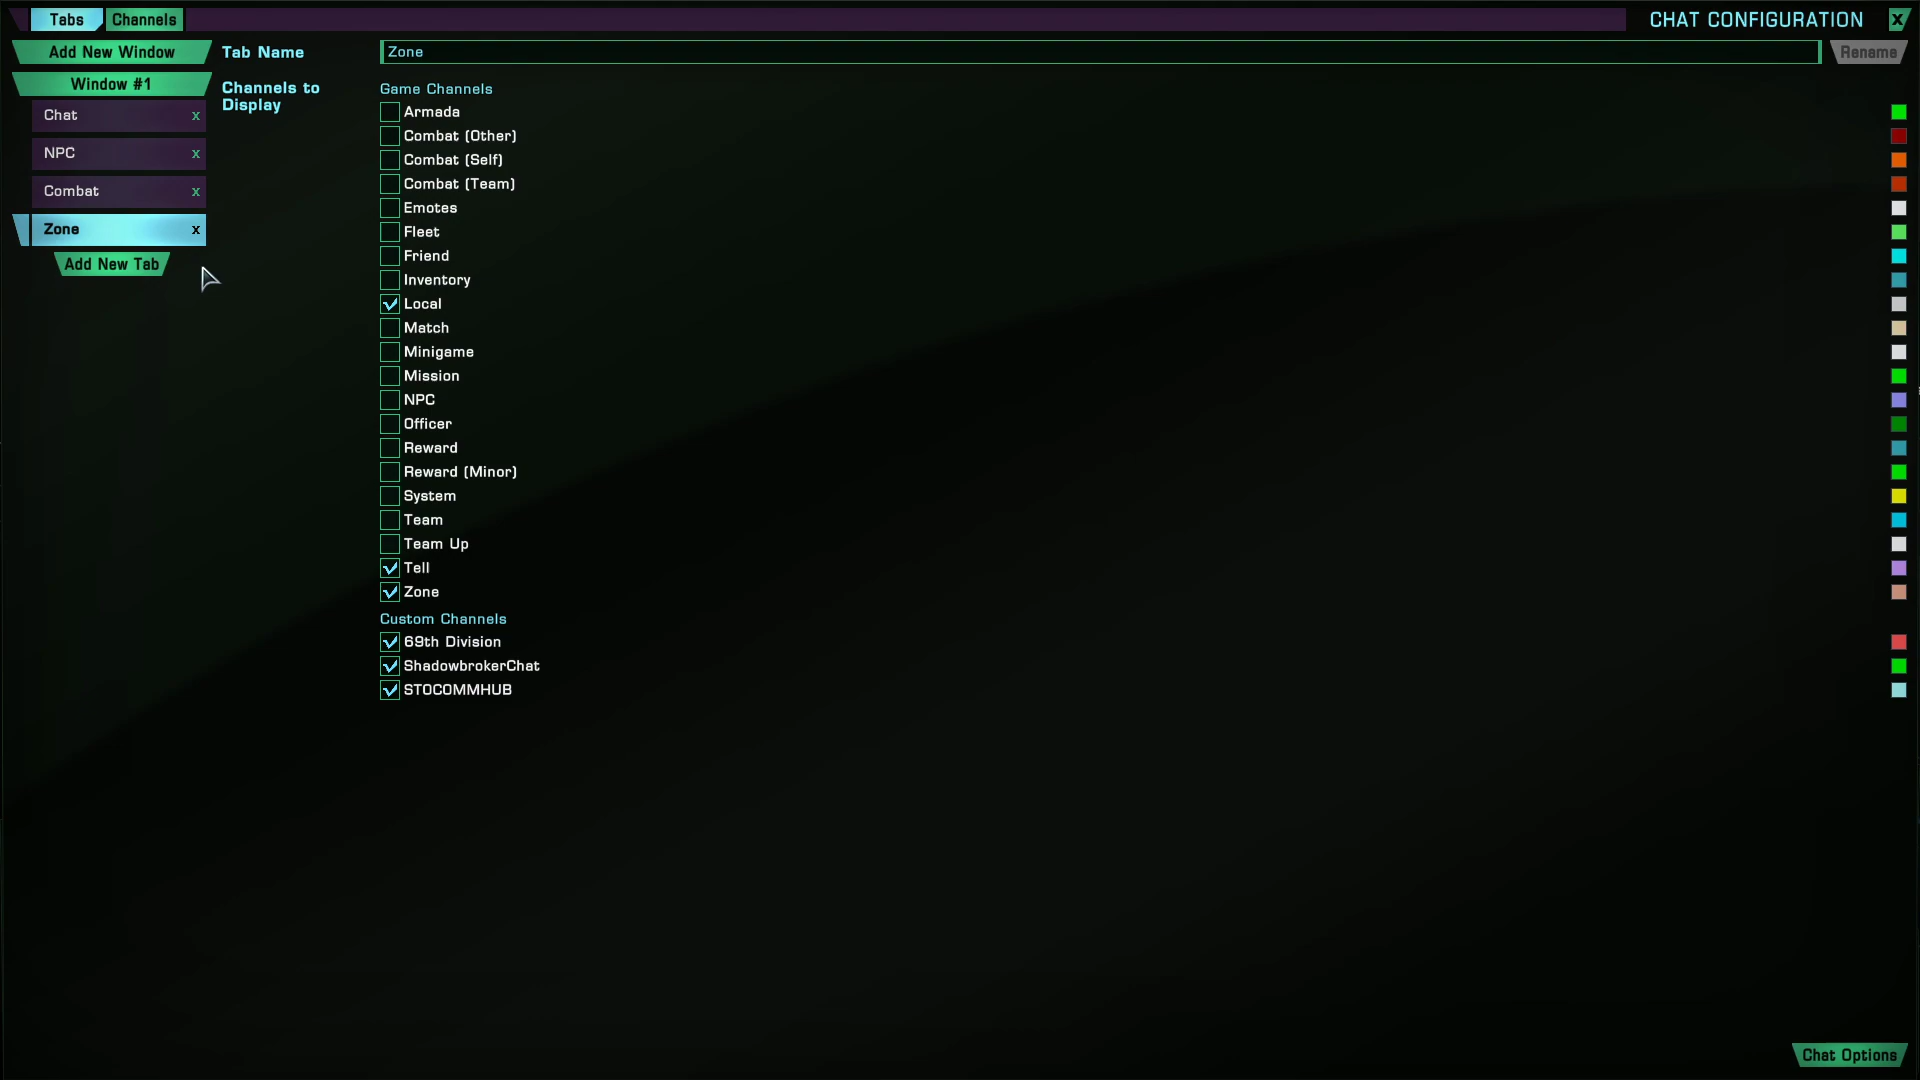 Tabs
Channels
CHAT CONFIGURATION
X
Add New Window
Tab Name
Zone
Rename
Window #1
Channels to
Display
Chat
x
NPC
x
Combat
x
Zone
x
Add New Tab
Game Channels
Armada
Combat (Other)
Combat (Self)
Combat (Team)
Emotes
Fleet
Friend
Inventory
Local
Match
Minigame
Mission
NPC
Officer
Reward
Reward (Minor)
System
Team
Team Up
Tell
Zone
Custom Channels
69th Division
ShadowbrokerChat
STOCOMMHUB
Chat Options